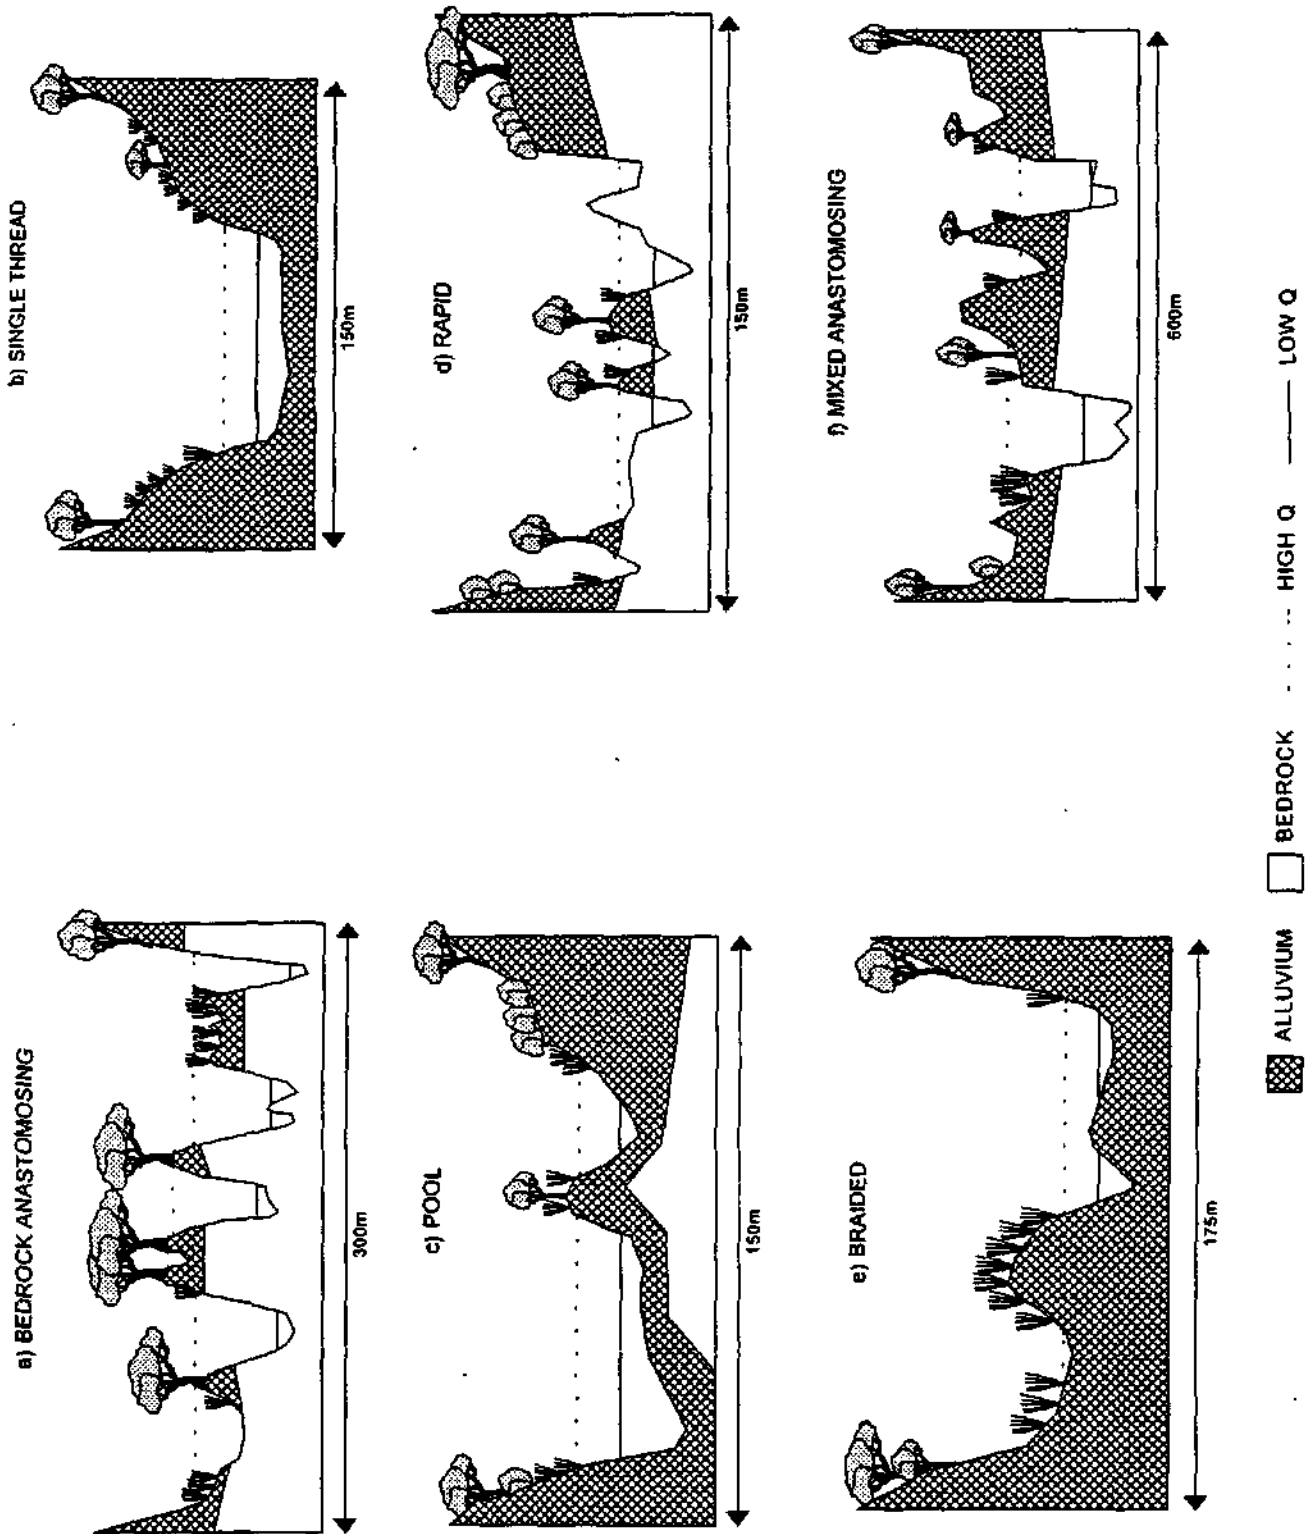 a) BEDROCK ANASTOMOSING
300m
b) SINGLE THREAD
150m
c) POOL
150m
d) RAPID
150m
e) BRAIDED
175m
f) MIXED ANASTOMOSING
600m
ALLUVIUM BEDROCK HIGH Q LOW Q